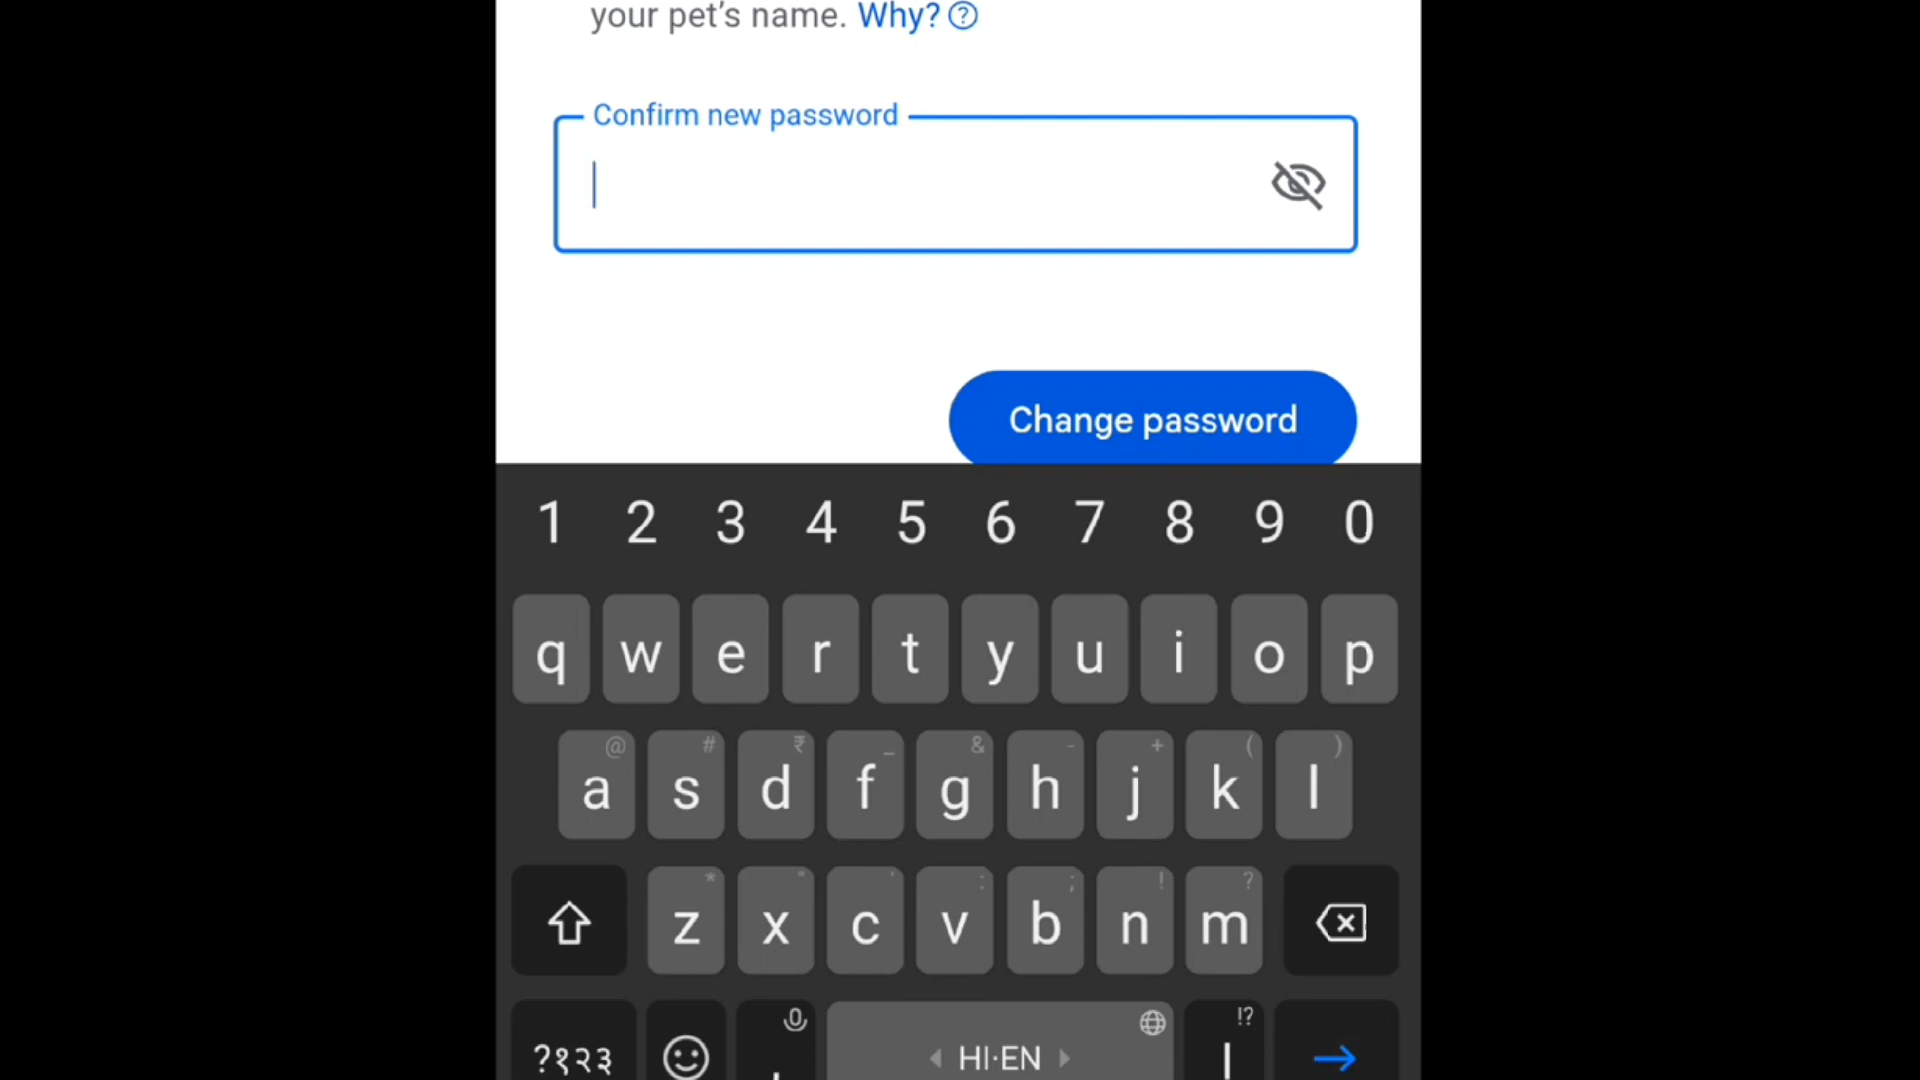 your pet's name. Why?
Confirm new password
Change password
1 2 3 4 5 6 7 8 9 0
q w e r t y u i o p
@ # ₹ _ & - + ( )
a s d f g h j k l
* " ' : ; ! ?
z x c v b n m
!?
?१२३ , HI·EN |